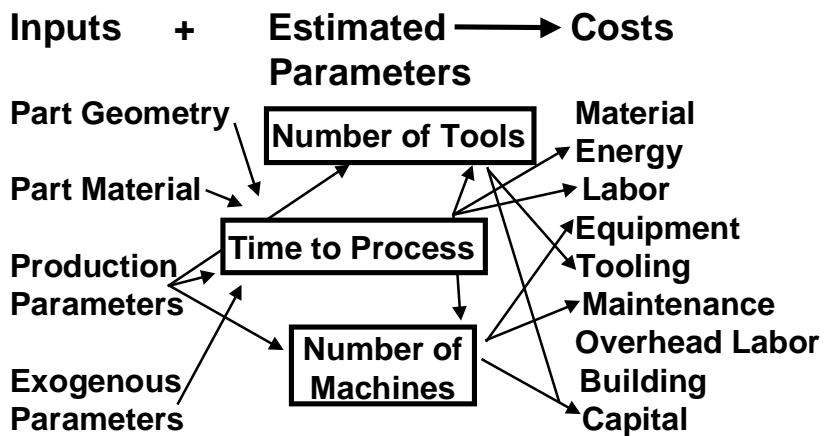 Inputs + Estimated Costs
Parameters
Part Geometry
Part Material
Production
Parameters
Exogenous
Parameters
Number of Tools
Time to Process
Number of
Machines
Material
Energy
Labor
Equipment
Tooling
Maintenance
Overhead Labor
Building
Capital